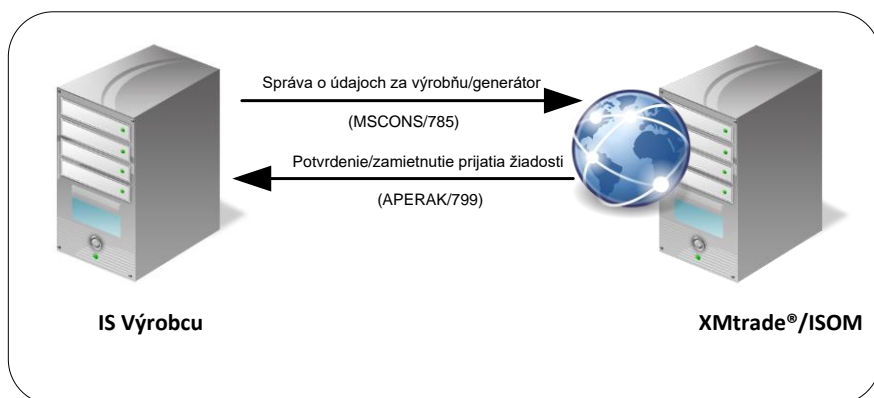 Správa o údajoch za výrobňu/generátor
(MSCONS/785)
Potvrdenie/zamietnutie prijatia žiadosti
(APERAK/799)
IS Výrobcu
XMtrade®/ISOM